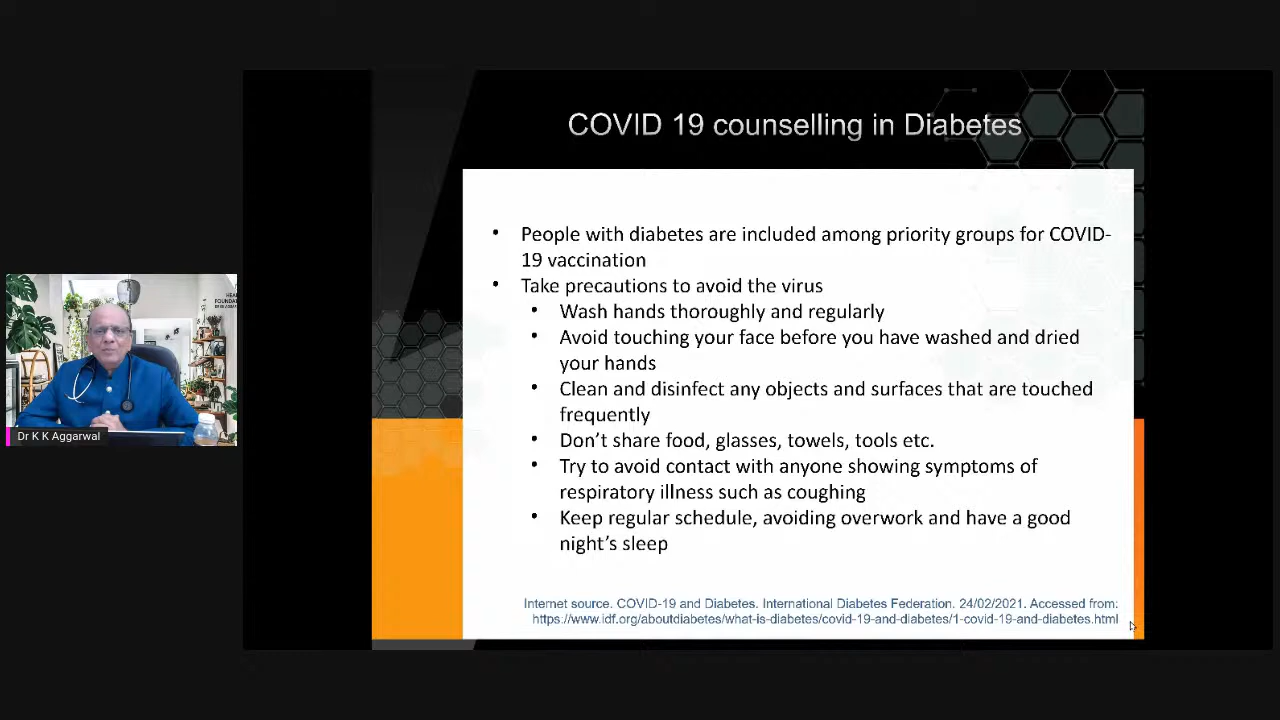 COVID 19 counselling in Diabetes
• People with diabetes are included among priority groups for COVID-
19 vaccination
• Take precautions to avoid the virus
• Wash hands thoroughly and regularly
• Avoid touching your face before you have washed and dried
your hands
• Clean and disinfect any objects and surfaces that are touched
frequently
• Don't share food, glasses, towels, tools etc.
• Try to avoid contact with anyone showing symptoms of
respiratory illness such as coughing
• Keep regular schedule, avoiding overwork and have a good
night's sleep
Internet source. COVID-19 and Diabetes. International Diabetes Federation. 24/02/2021. Accessed from:
https://www.idf.org/aboutdiabetes/what-is-diabetes/covid-19-and-diabetes/1-covid-19-and-diabetes.html
Dr K K Aggarwal